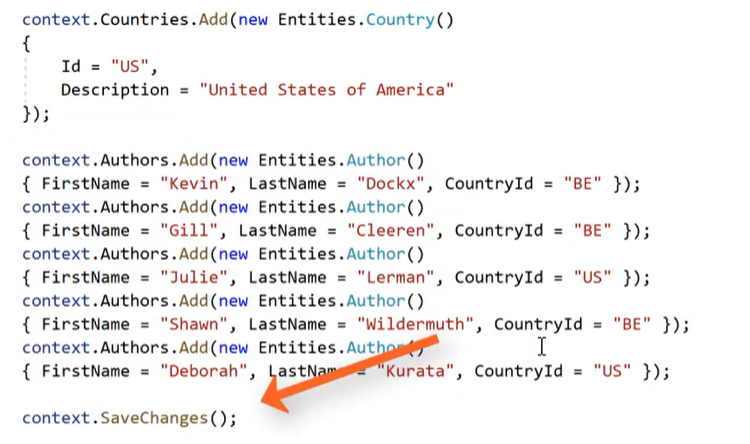 context.Countries.Add(new Entities.Country()
{
Id = "US",
Description = "United States of America"
});
context.Authors.Add(new Entities.Author()
{ FirstName = "Kevin", LastName = "Dockx", CountryId = "BE" });
context.Authors.Add(new Entities.Author()
{ FirstName = "Gill", LastName = "Cleeren", CountryId = "BE" });
context.Authors.Add(new Entities.Author()
{ FirstName = "Julie", LastName = "Lerman", CountryId = "US" });
context.Authors.Add(new Entities.Author()
{ FirstName = "Shawn", LastName = "Wildermuth", CountryId = "BE" });
context.Authors.Add(new Entities.Author()
{ FirstName = "Deborah", LastName = "Kurata", CountryId = "US" });
context.SaveChanges();